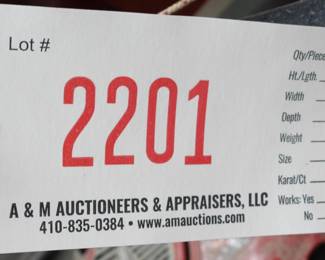 Lot #
2201
A & M AUCTIONEERS & APPRAISERS, LLC
410-835-0384 • www.amauctions.com
Qty/Piece
Ht./Lgth.
Width
Depth
Weight
Size
Karat/Ct
Works: Yes
No